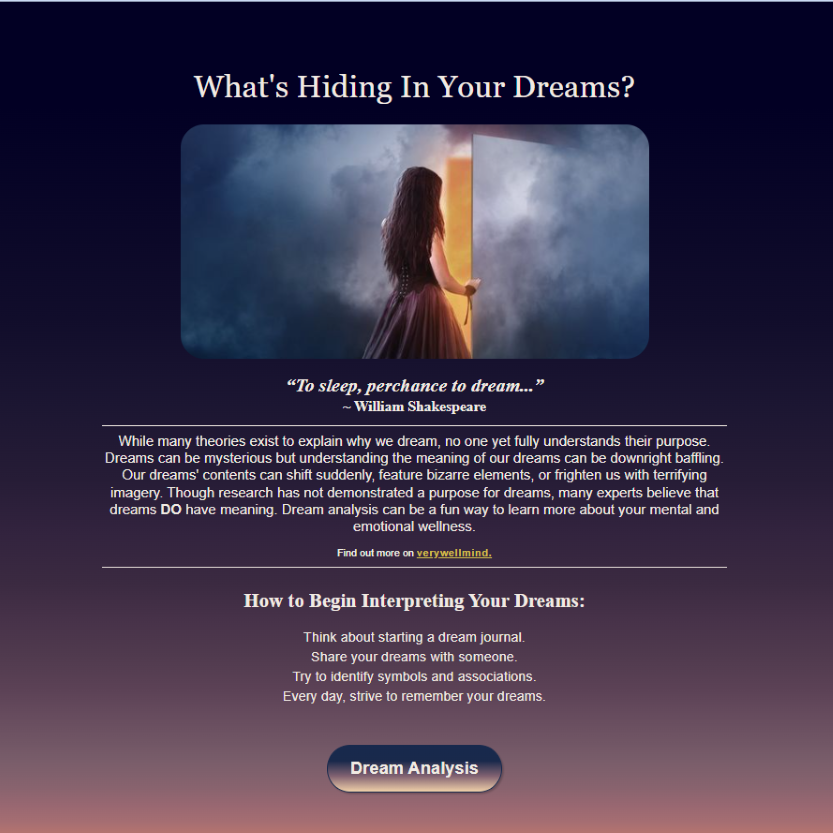 What's Hiding In Your Dreams?
“To sleep, perchance to dream...”
~ William Shakespeare
While many theories exist to explain why we dream, no one yet fully understands their purpose.
Dreams can be mysterious but understanding the meaning of our dreams can be downright baffling.
Our dreams' contents can shift suddenly, feature bizarre elements, or frighten us with terrifying
imagery. Though research has not demonstrated a purpose for dreams, many experts believe that
dreams DO have meaning. Dream analysis can be a fun way to learn more about your mental and
emotional wellness.
Find out more on verywellmind.
How to Begin Interpreting Your Dreams:
Think about starting a dream journal.
Share your dreams with someone.
Try to identify symbols and associations.
Every day, strive to remember your dreams.
Dream Analysis